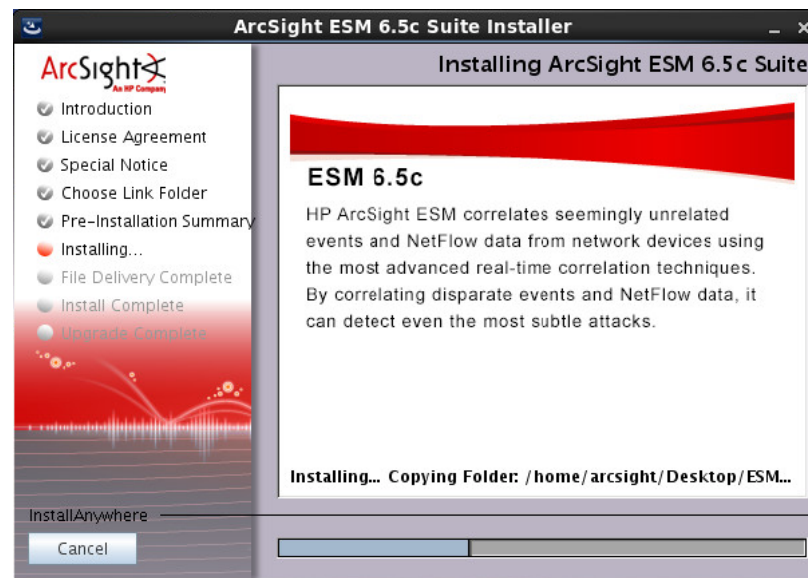 ArcSight ESM 6.5c Suite Installer
ArcSight
An HP Company
Installing ArcSight ESM 6.5c Suite
Introduction
License Agreement
Special Notice
Choose Link Folder
Pre-Installation Summary
Installing...
File Delivery Complete
Install Complete
Upgrade Complete
ESM 6.5c
HP ArcSight ESM correlates seemingly unrelated
events and NetFlow data from network devices using
the most advanced real-time correlation techniques.
By correlating disparate events and NetFlow data, it
can detect even the most subtle attacks.
Installing... Copying Folder: /home/arcsight/Desktop/ESM...
InstallAnywhere
Cancel